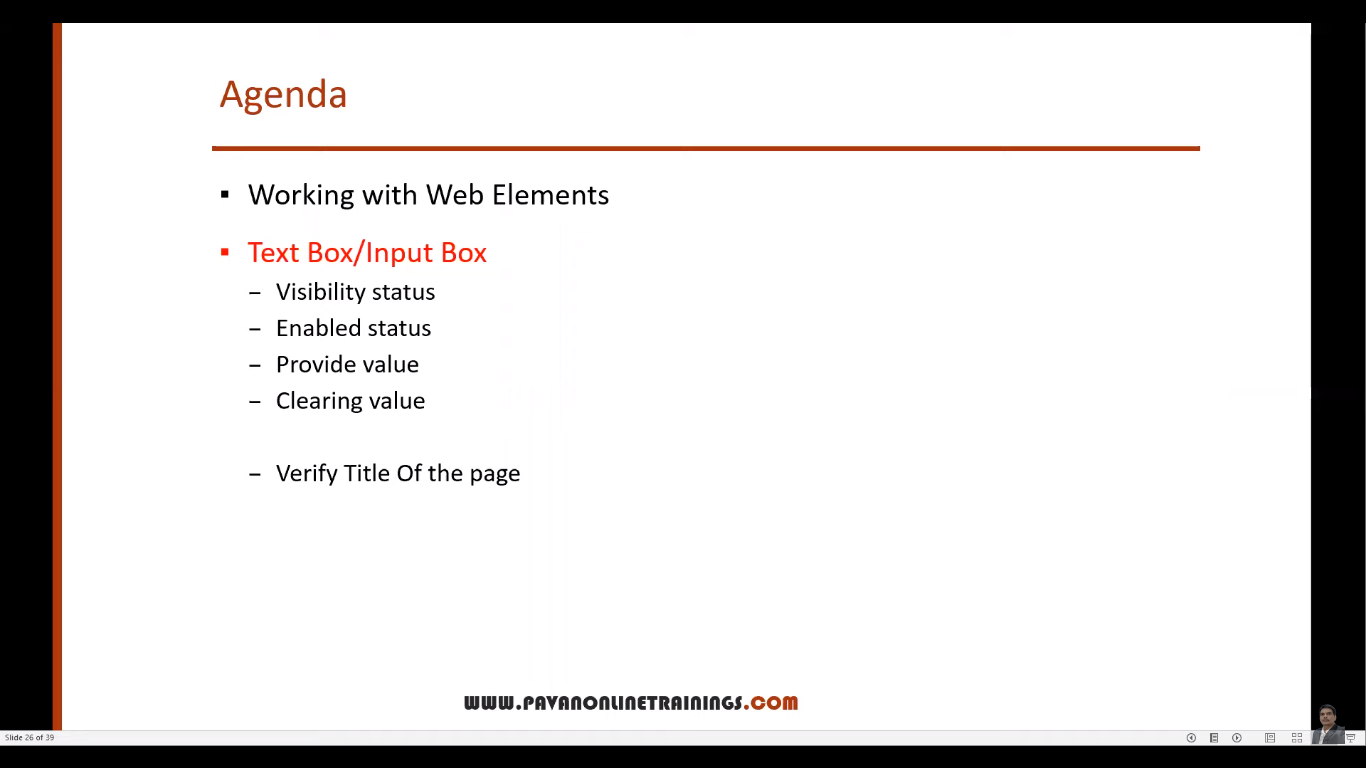 Agenda
▪ Working with Web Elements
▪ Text Box/Input Box
– Visibility status
– Enabled status
– Provide value
– Clearing value
– Verify Title Of the page
WWW.PAVANONLINETRAININGS.COM
Slide 26 of 39